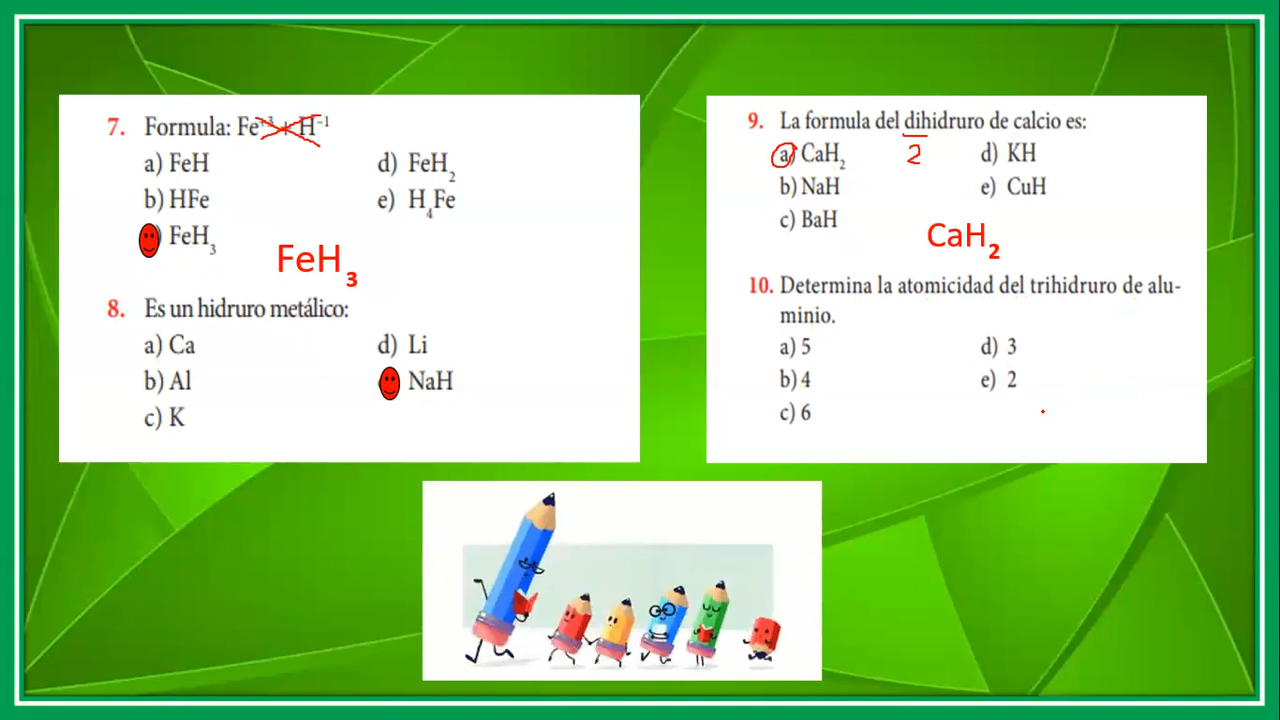 7. Formula: Fe⁺³ + H⁻¹
a) FeH
d) FeH₂
b) HFe
e) H₄Fe
) FeH₃
FeH₃
8. Es un hidruro metálico:
a) Ca
d) Li
b) Al
NaH
c) K
9. La formula del dihidruro de calcio es:
2
a) CaH₂
d) KH
b) NaH
e) CuH
c) BaH
CaH₂
10. Determina la atomicidad del trihidruro de alu-
minio.
a) 5
d) 3
b) 4
e) 2
c) 6